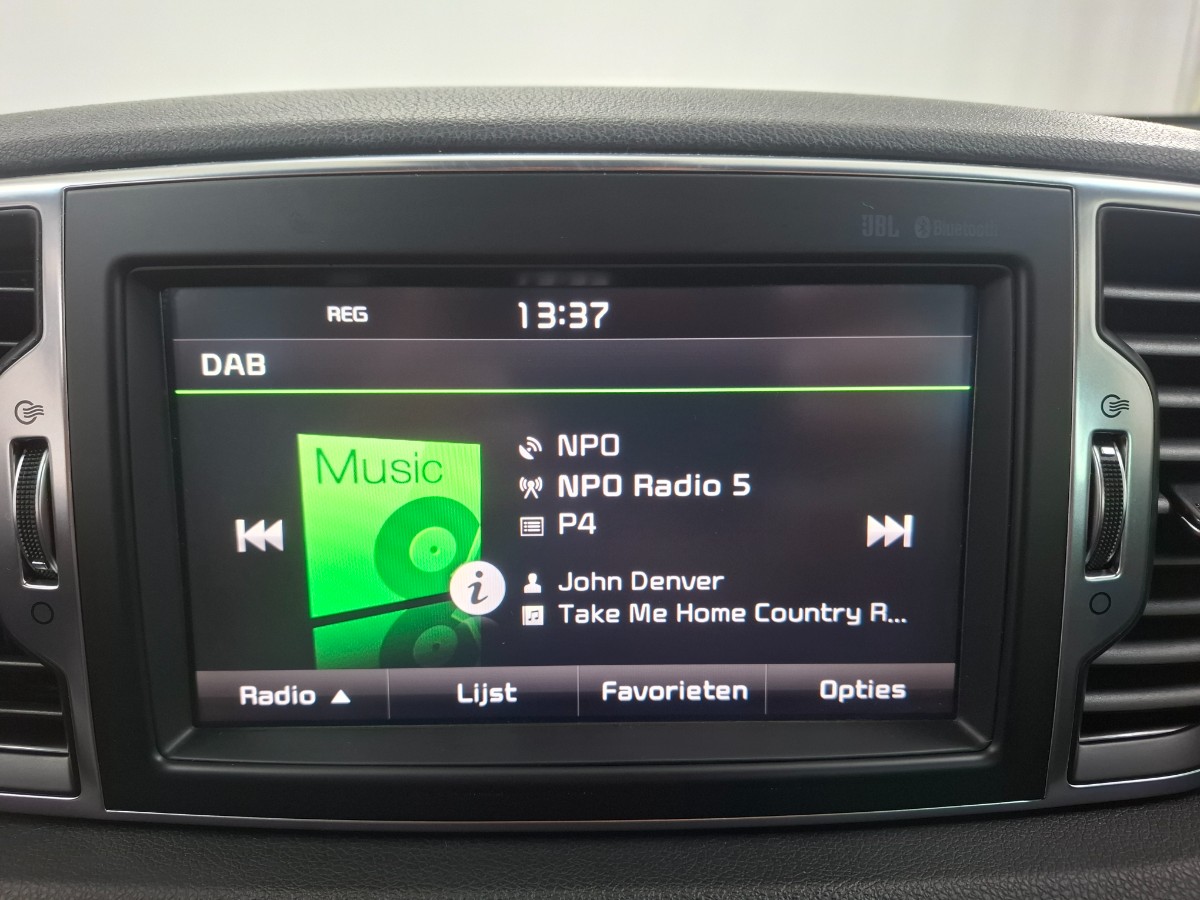 JBL Bluetooth
REG 13:37
DAB
Music
NPO
NPO Radio 5
P4
i
John Denver
Take Me Home Country R...
Radio ▲ Lijst Favorieten Opties